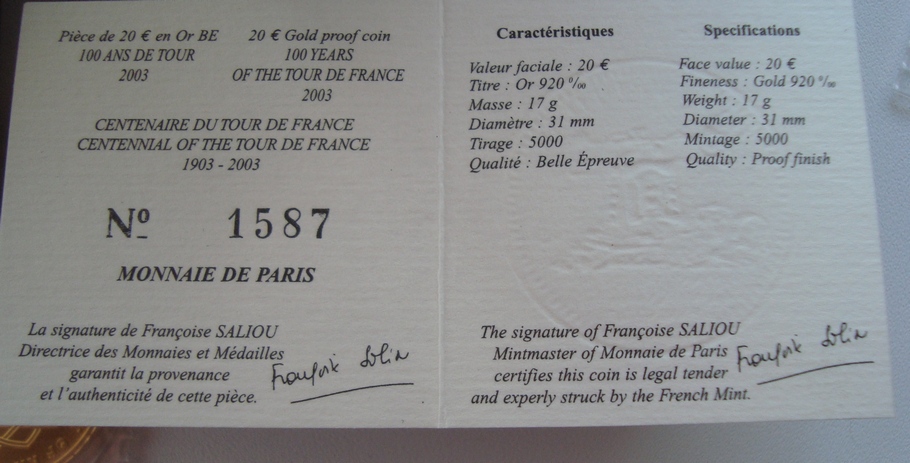 Pièce de 20 € en Or BE
100 ANS DE TOUR
2003
20 € Gold proof coin
100 YEARS
OF THE TOUR DE FRANCE
2003
CENTENAIRE DU TOUR DE FRANCE
CENTENNIAL OF THE TOUR DE FRANCE
1903 - 2003
Nº 1587
MONNAIE DE PARIS
La signature de Françoise SALIOU
Directrice des Monnaies et Médailles
garantit la provenance
et l'authenticité de cette pièce.
Caractéristiques
Valeur faciale : 20 €
Titre : Or 920 ‰
Masse : 17 g
Diamètre : 31 mm
Tirage : 5000
Qualité : Belle Épreuve
Specifications
Face value : 20 €
Fineness : Gold 920 ‰
Weight : 17 g
Diameter : 31 mm
Mintage : 5000
Quality : Proof finish
The signature of Françoise SALIOU
Mintmaster of Monnaie de Paris
certifies this coin is legal tender
and experly struck by the French Mint.